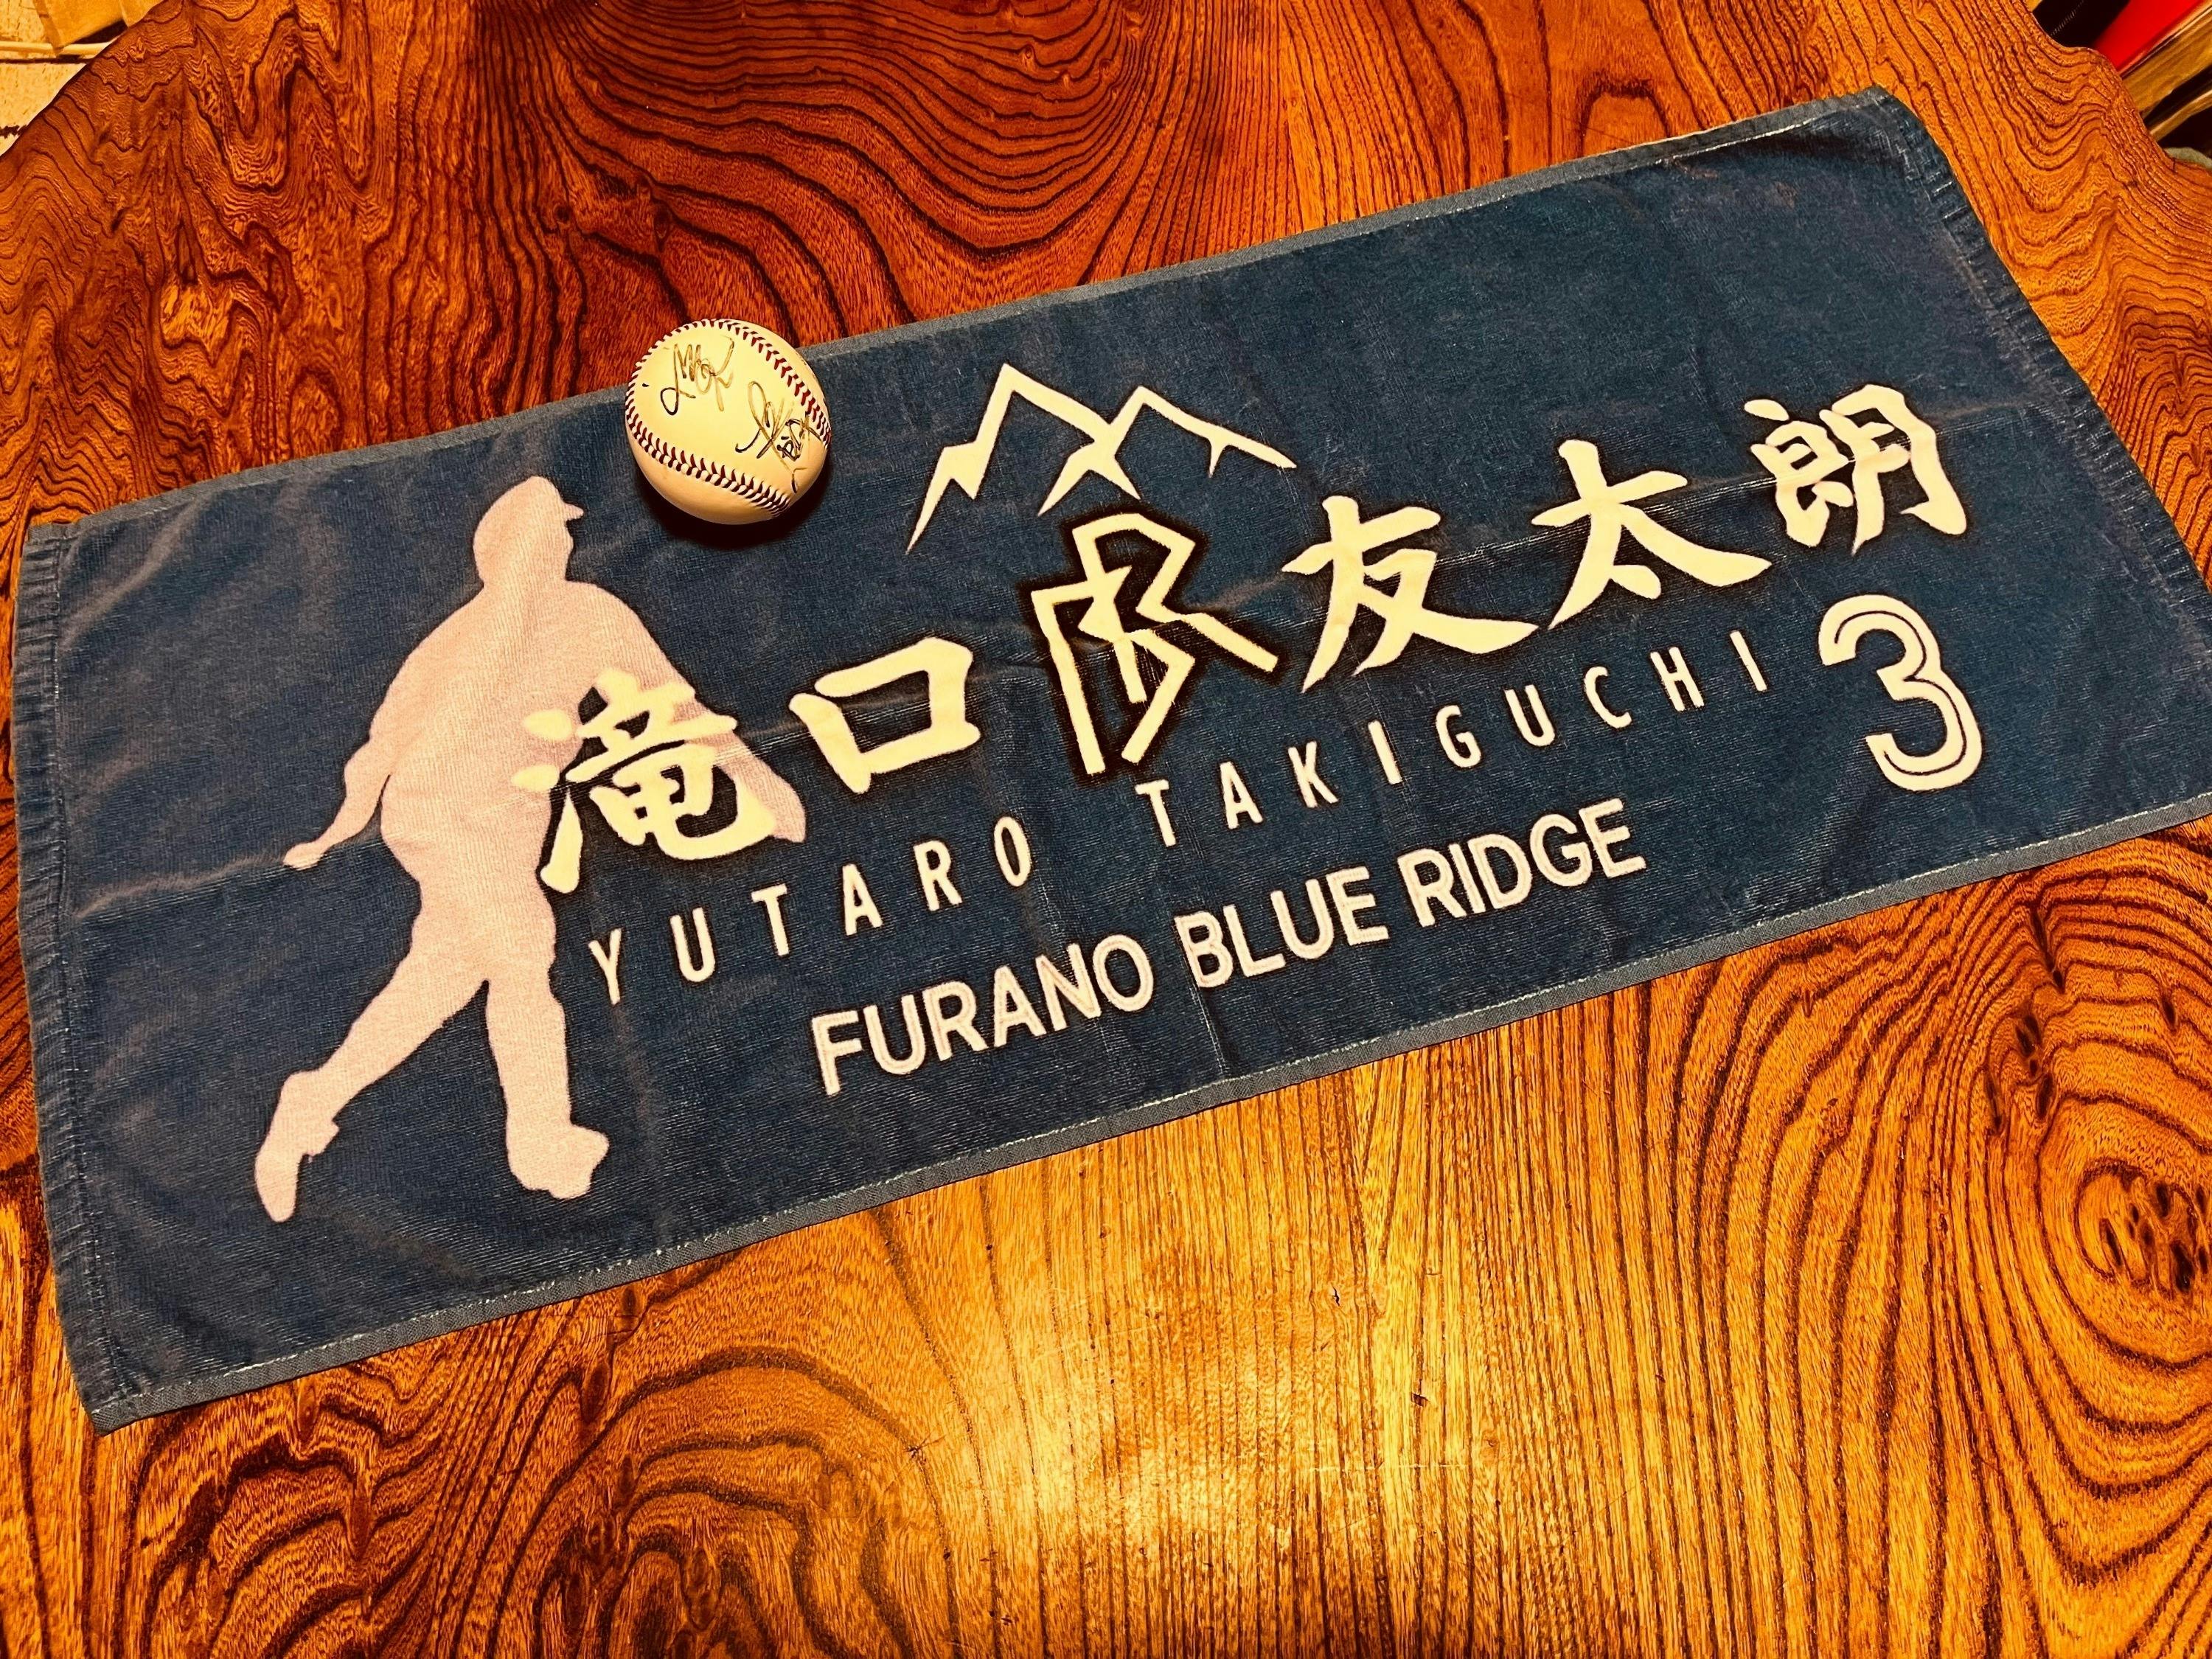 滝口 友太朗
YUTARO TAKIGUCHI 3
FURANO BLUE RIDGE